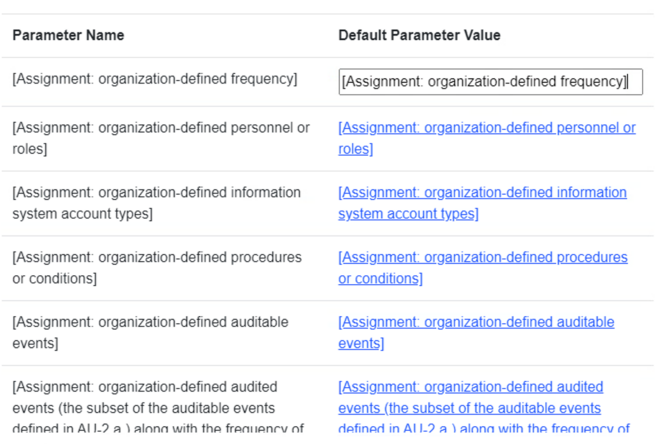 Parameter Name
Default Parameter Value
[Assignment: organization-defined frequency]
[Assignment: organization-defined frequency]
[Assignment: organization-defined personnel or
roles]
[Assignment: organization-defined personnel or
roles]
[Assignment: organization-defined information
system account types]
[Assignment: organization-defined information
system account types]
[Assignment: organization-defined procedures
or conditions]
[Assignment: organization-defined procedures
or conditions]
[Assignment: organization-defined auditable
events]
[Assignment: organization-defined auditable
events]
[Assignment: organization-defined audited
events (the subset of the auditable events
defined in AU-2 a.) along with the frequency of
[Assignment: organization-defined audited
events (the subset of the auditable events
defined in AU-2 a.) along with the frequency of